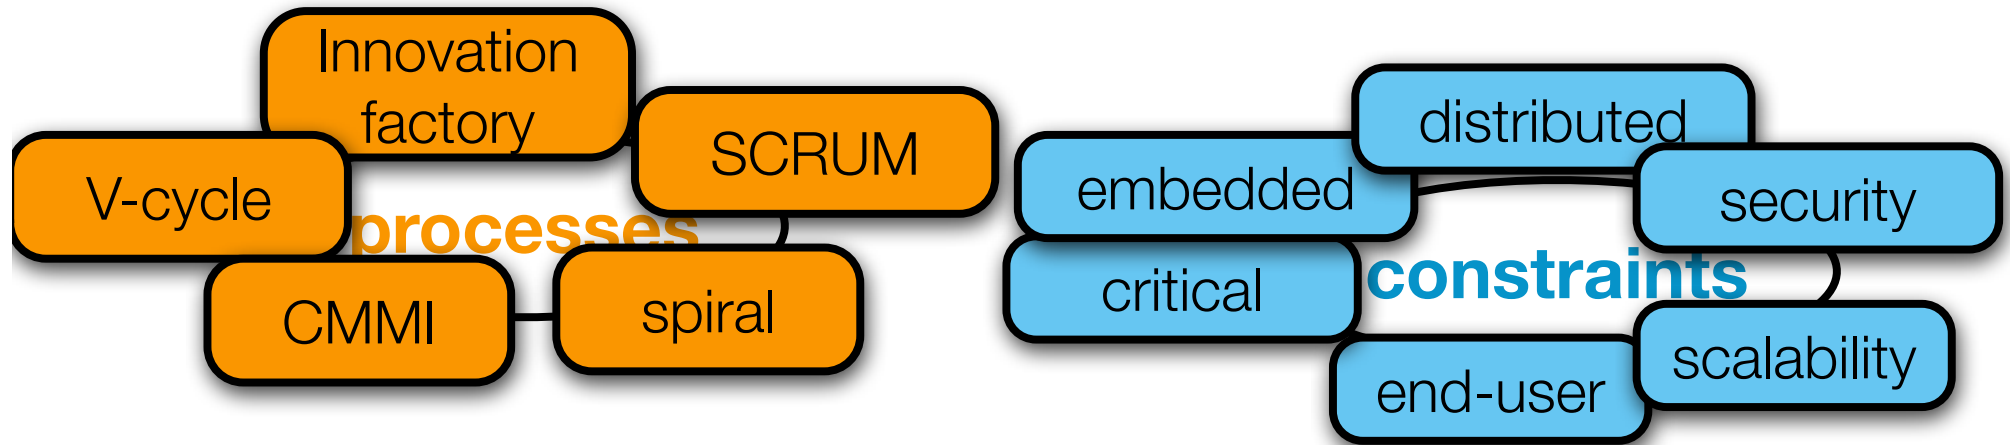 Innovation
factory
SCRUM
V-cycle
processes
CMMI
spiral
distributed
embedded
security
constraints
critical
scalability
end-user